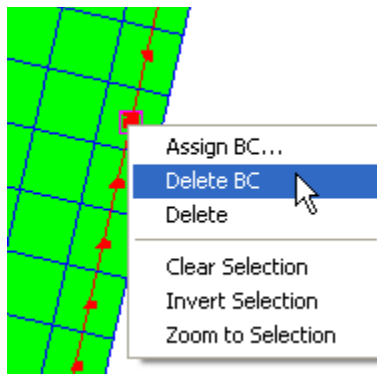 Assign BC...
Delete BC
Delete
Clear Selection
Invert Selection
Zoom to Selection